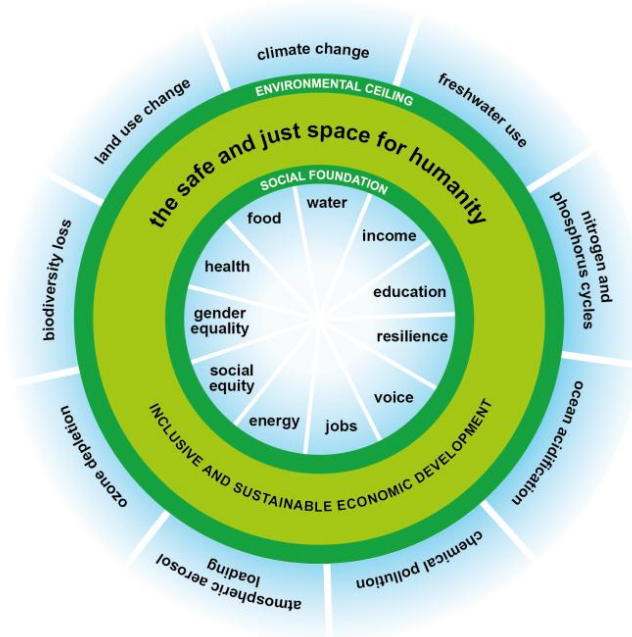 climate change
freshwater use
nitrogen and
phosphorus cycles
ocean acidification
chemical pollution
atmospheric aerosol
loading
ozone depletion
biodiversity loss
land use change
ENVIRONMENTAL CEILING
the safe and just space for humanity
SOCIAL FOUNDATION
water
income
education
resilience
voice
jobs
energy
social
equity
gender
equality
health
food
INCLUSIVE AND SUSTAINABLE ECONOMIC DEVELOPMENT